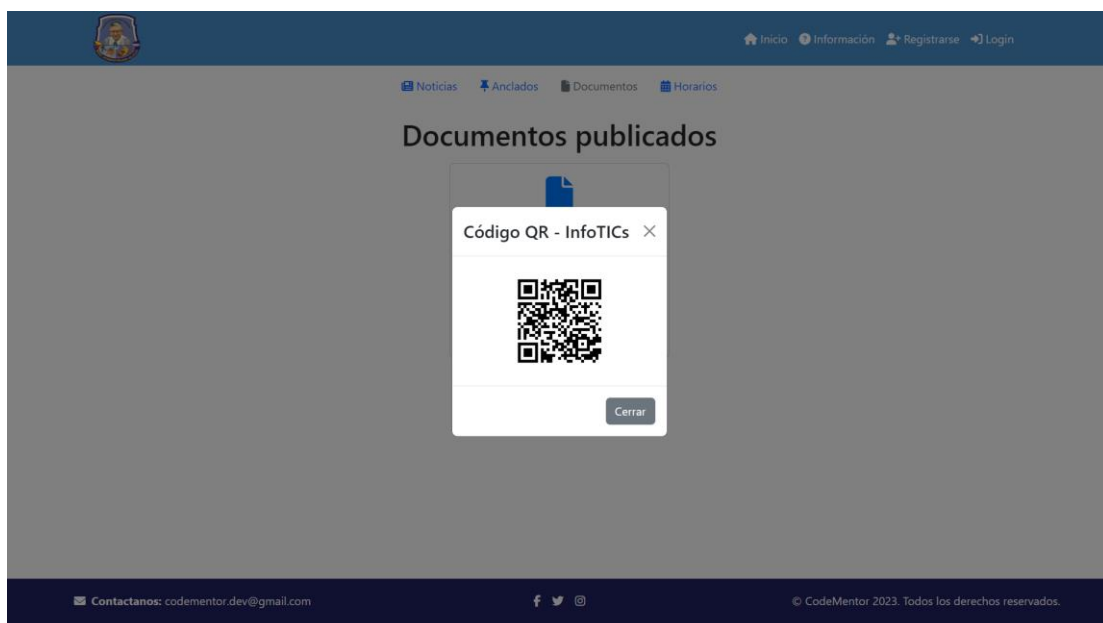 Inicio Información Registrarse Login
Noticias Anclados Documentos Horarios
Documentos publicados
Código QR - InfoTICs
Cerrar
Contactanos: codementor.dev@gmail.com
© CodeMentor 2023. Todos los derechos reservados.